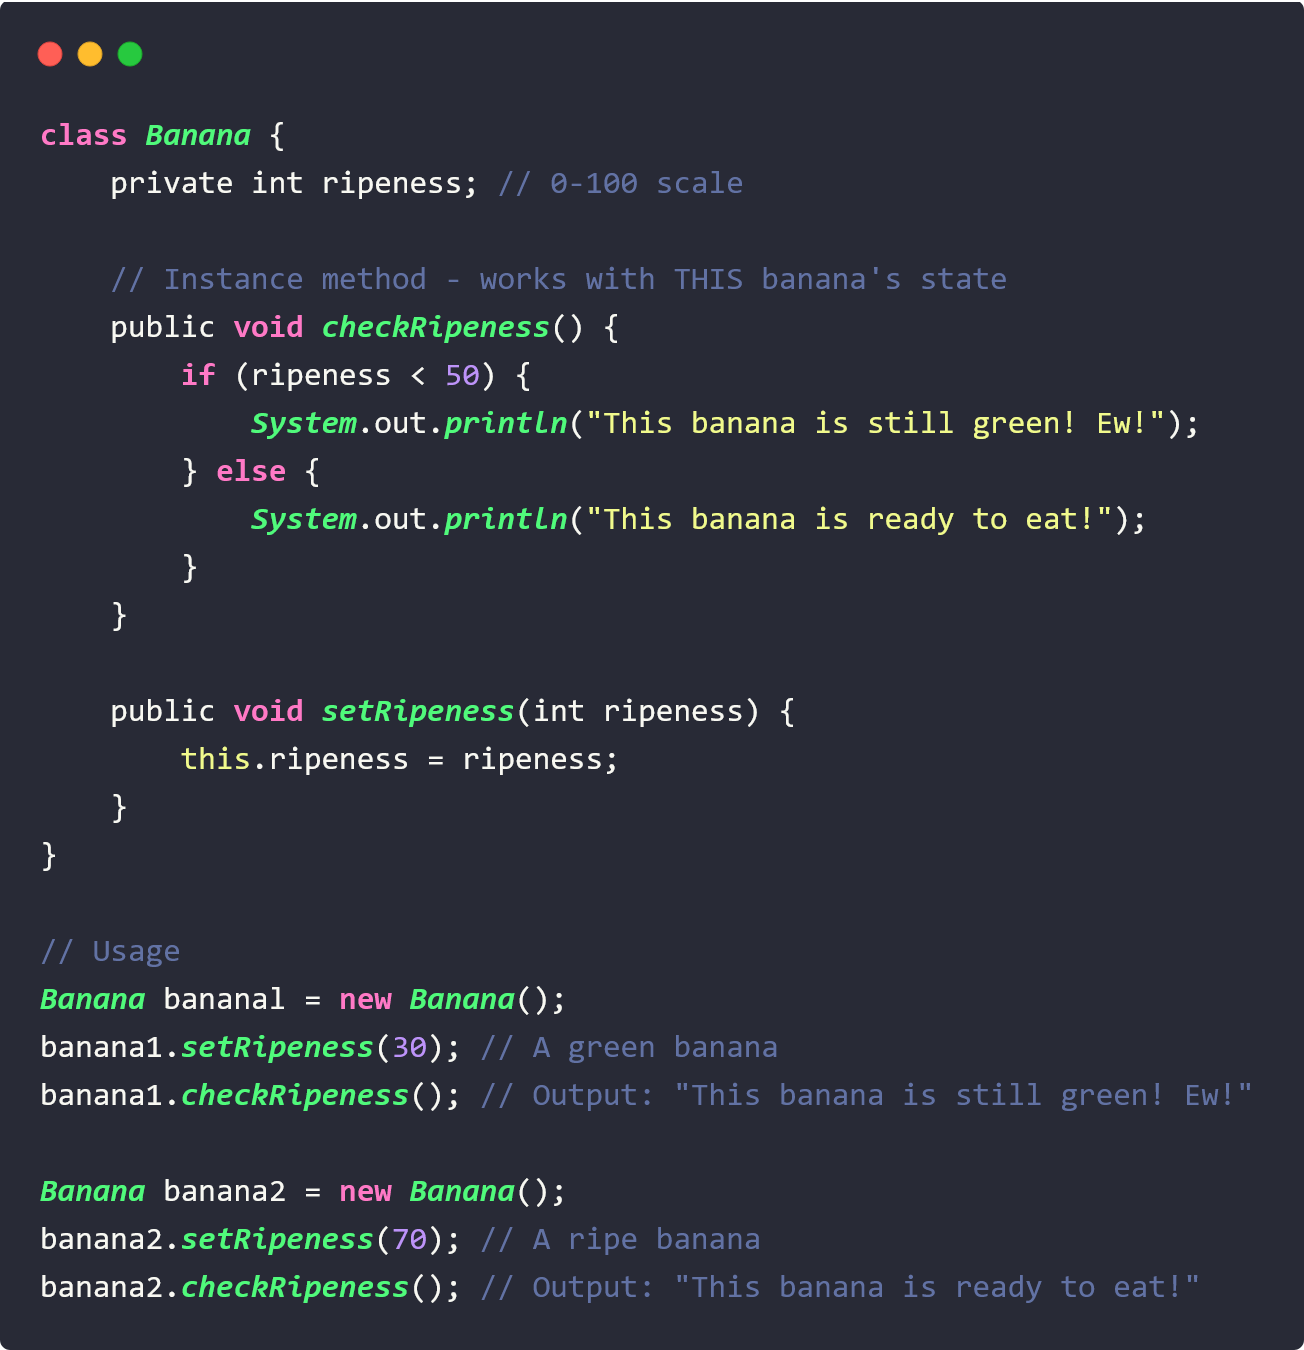 class Banana {
    private int ripeness; // 0-100 scale

    // Instance method - works with THIS banana's state
    public void checkRipeness() {
        if (ripeness < 50) {
            System.out.println("This banana is still green! Ew!");
        } else {
            System.out.println("This banana is ready to eat!");
        }
    }

    public void setRipeness(int ripeness) {
        this.ripeness = ripeness;
    }
}

// Usage
Banana bananal = new Banana();
banana1.setRipeness(30); // A green banana
banana1.checkRipeness(); // Output: "This banana is still green! Ew!"

Banana banana2 = new Banana();
banana2.setRipeness(70); // A ripe banana
banana2.checkRipeness(); // Output: "This banana is ready to eat!"